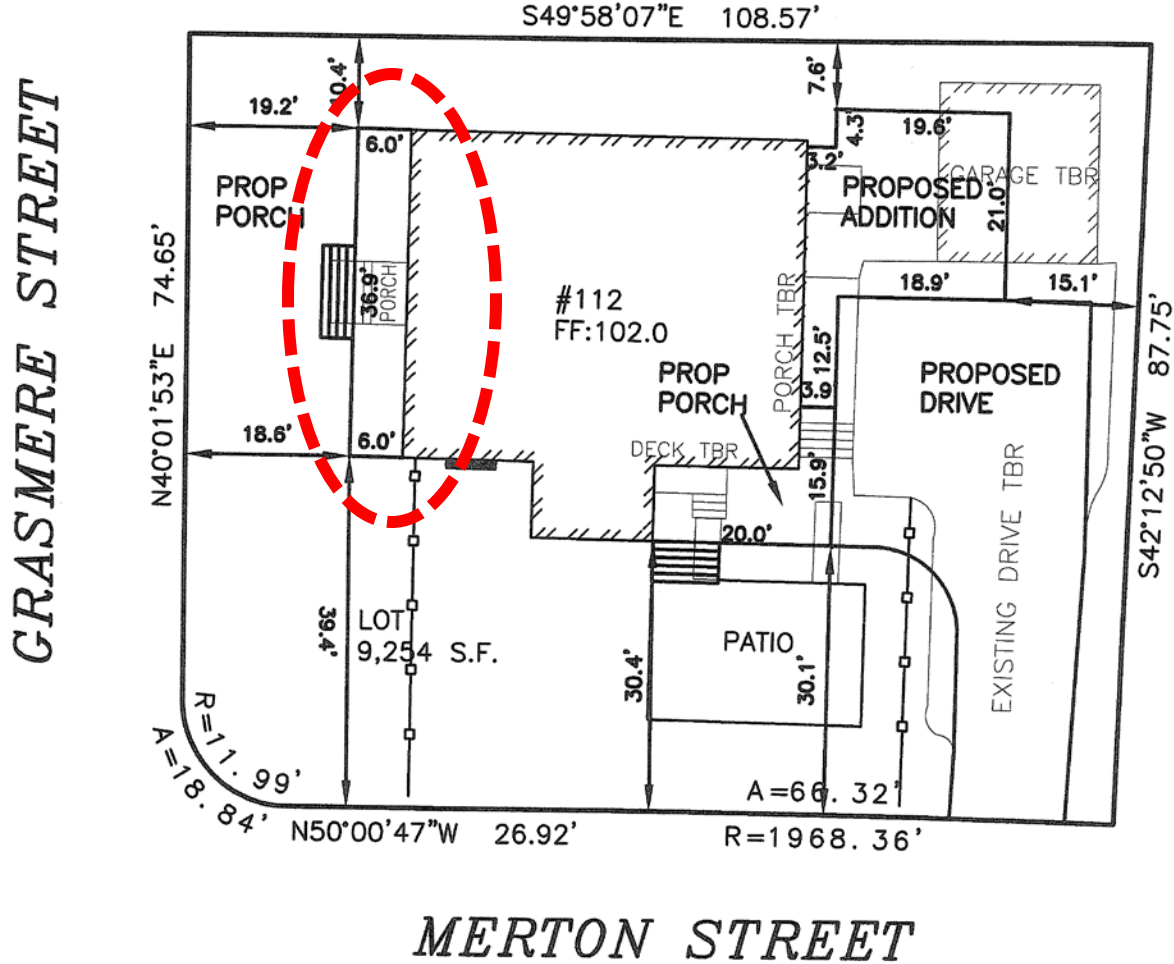 S49°58'07"E 108.57'
GRASMERE STREET
N40°01'53"E 74.65'
10.4'
7.6'
19.2'
6.0'
4.3'
19.6'
3.2'
PROP
PORCH
GARAGE TBR
PROPOSED
ADDITION
21.0'
36.9'
PORCH
#112
FF:102.0
PORCH TBR
18.9'
15.1'
12.5'
3.9
PROP
PORCH
PROPOSED
DRIVE
S42°12'50"W 87.75'
18.6'
6.0'
DECK TBR
15.9'
20.0'
EXISTING DRIVE TBR
39.4'
LOT
9,254 S.F.
30.4'
PATIO
30.1'
R=11.99'
A=18.84'
N50°00'47"W 26.92'
A=66.32'
R=1968.36'
MERTON STREET